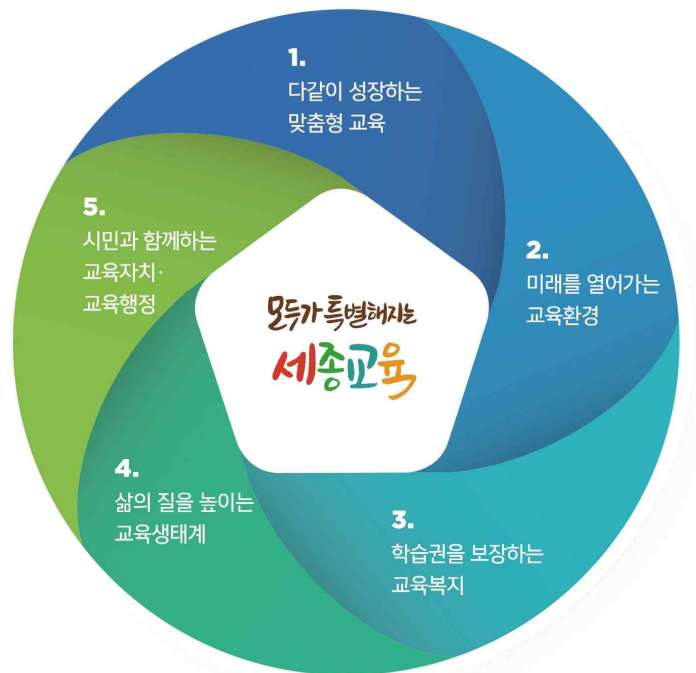 1.
다같이 성장하는
맞춤형 교육
2.
미래를 열어가는
교육환경
3.
학습권을 보장하는
교육복지
4.
삶의 질을 높이는
교육생태계
5.
시민과 함께하는
교육자치·
교육행정
모두가 특별해지는
세종교육